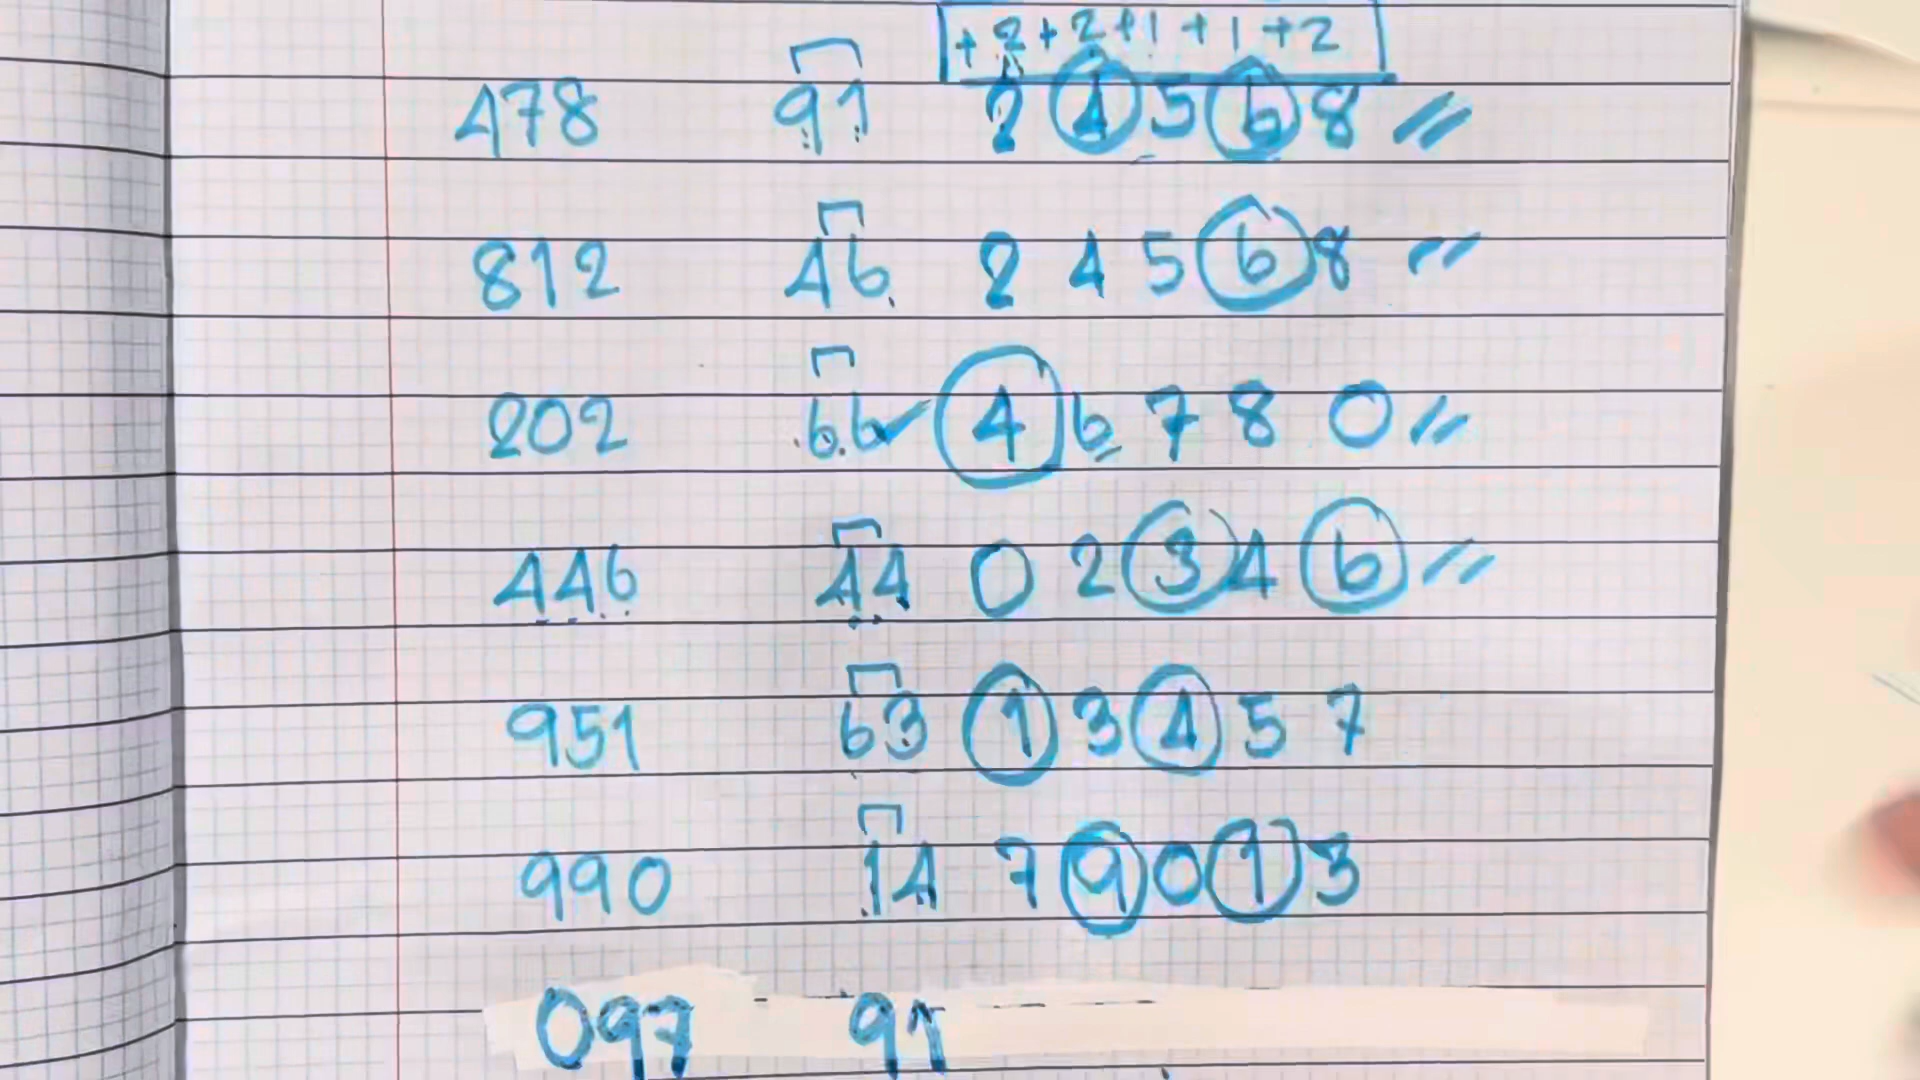 +2+2+1+1+2
478 91 2 4 5 6 8 //
812 46 2 4 5 6 8 //
202 66✓ 4 6 7 8 0 //
446 44 0 2 3 4 6 //
951 63 1 3 4 5 7
990 14 7 9 0 1 3
097 91